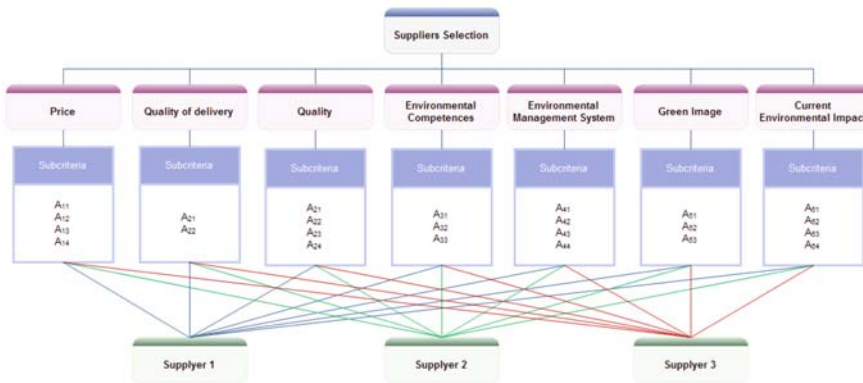 Suppliers Selection
Price
Quality of delivery
Quality
Environmental
Competences
Environmental
Management System
Green Image
Current
Environmental Impact
Subcriteria
A₁₁
A₁₂
A₁₃
A₁₄
Subcriteria
A₂₁
A₂₂
Subcriteria
A₂₁
A₂₂
A₂₃
A₂₄
Subcriteria
A₃₁
A₃₂
A₃₃
Subcriteria
A₄₁
A₄₂
A₄₃
A₄₄
Subcriteria
A₅₁
A₅₂
A₅₃
Subcriteria
A₆₁
A₆₂
A₆₃
A₆₄
Supplyer 1
Supplyer 2
Supplyer 3